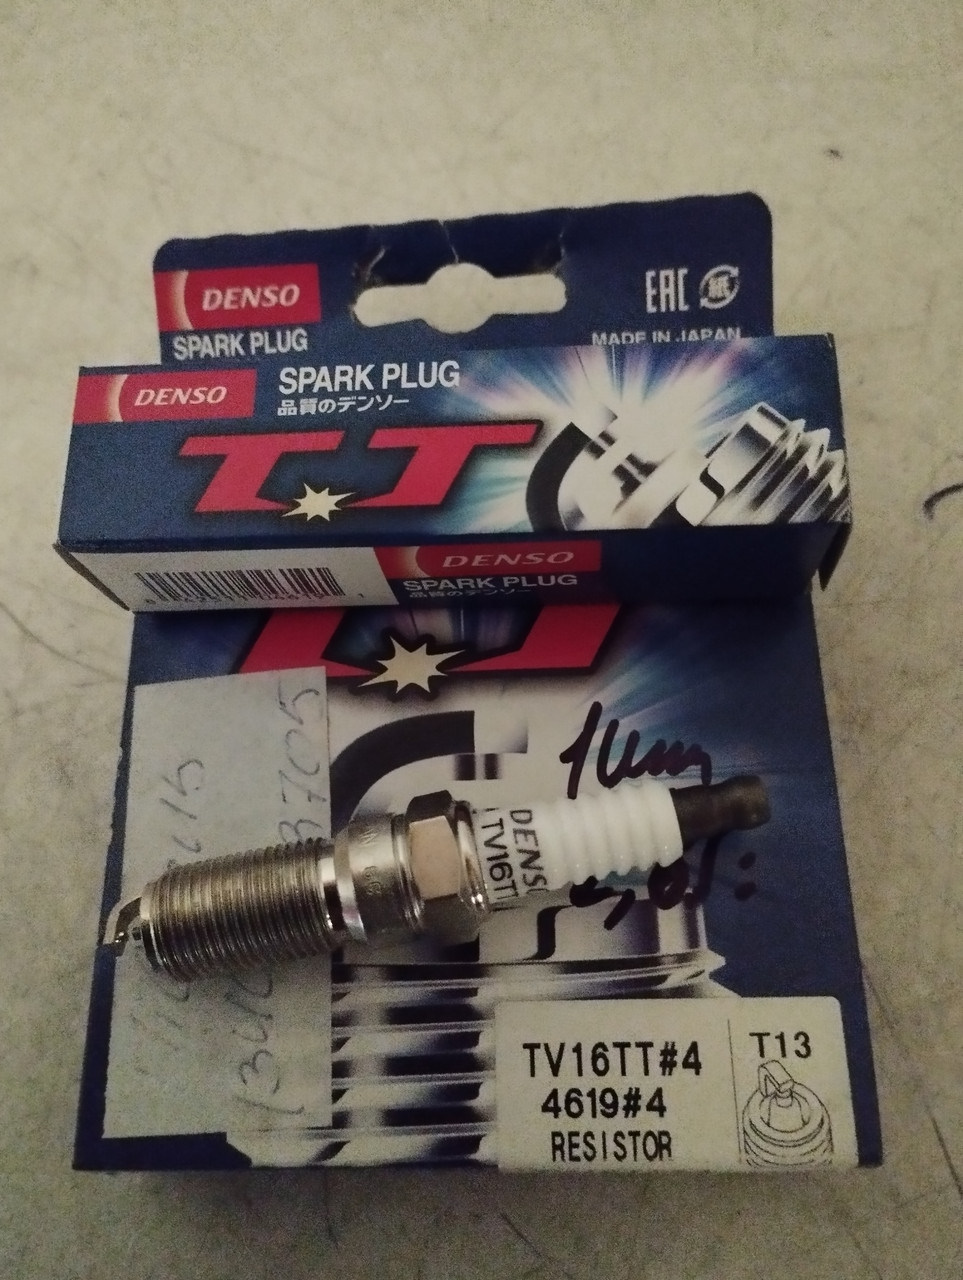 DENSO
SPARK PLUG
EAC
MADE IN JAPAN
DENSO
SPARK PLUG
品質のデンソー
TT
DENSO
SPARK PLUG
品質のデンソー
8705
DENSO
TV16TT
TV16TT#4
4619#4
RESISTOR
T13